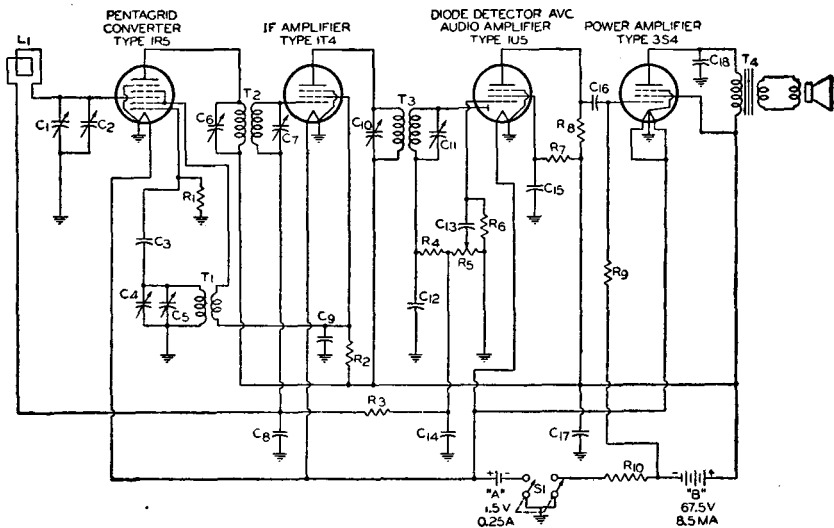 PENTAGRID
CONVERTER
TYPE 1R5
IF AMPLIFIER
TYPE 1T4
DIODE DETECTOR AVC
AUDIO AMPLIFIER
TYPE 1U5
POWER AMPLIFIER
TYPE 3S4
L1
C1
C2
R1
C3
C4
C5
T1
C6
T2
C7
C9
R2
C8
R3
C10
T3
C11
R4
C12
C13
R5
R6
C14
C15
R7
R8
C16
R9
C17
C18
T4
R10
S1
+ -
"A"
1.5V
0.25A
- +
"B"
67.5V
8.5MA